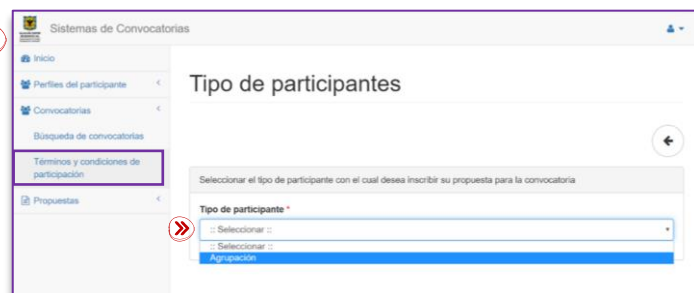 Sistemas de Convocatorias
Inicio
Perfiles del participante
Convocatorias
Búsqueda de convocatorias
Términos y condiciones de
participación
Propuestas
Tipo de participantes
Seleccionar el tipo de participante con el cual desea inscribir su propuesta para la convocatoria
Tipo de participante *
:: Seleccionar ::
:: Seleccionar ::
Agrupación